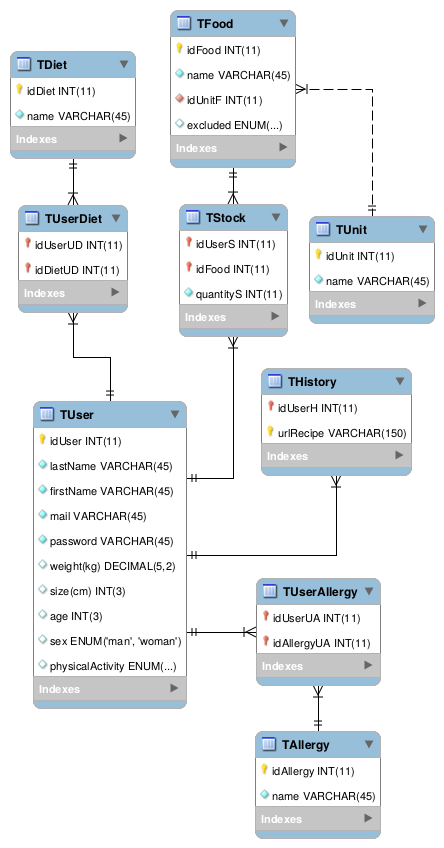 TFood
idFood INT(11)
name VARCHAR(45)
idUnitF INT(11)
excluded ENUM(...)
Indexes
TDiet
idDiet INT(11)
name VARCHAR(45)
Indexes
TUserDiet
idUserUD INT(11)
idDietUD INT(11)
Indexes
TStock
idUserS INT(11)
idFood INT(11)
quantityS INT(11)
Indexes
TUnit
idUnit INT(11)
name VARCHAR(45)
Indexes
THistory
idUserH INT(11)
urlRecipe VARCHAR(150)
Indexes
TUser
idUser INT(11)
lastName VARCHAR(45)
firstName VARCHAR(45)
mail VARCHAR(45)
password VARCHAR(45)
weight(kg) DECIMAL(5,2)
size(cm) INT(3)
age INT(3)
sex ENUM('man', 'woman')
physicalActivity ENUM(...)
Indexes
TUserAllergy
idUserUA INT(11)
idAllergyUA INT(11)
Indexes
TAllergy
idAllergy INT(11)
name VARCHAR(45)
Indexes